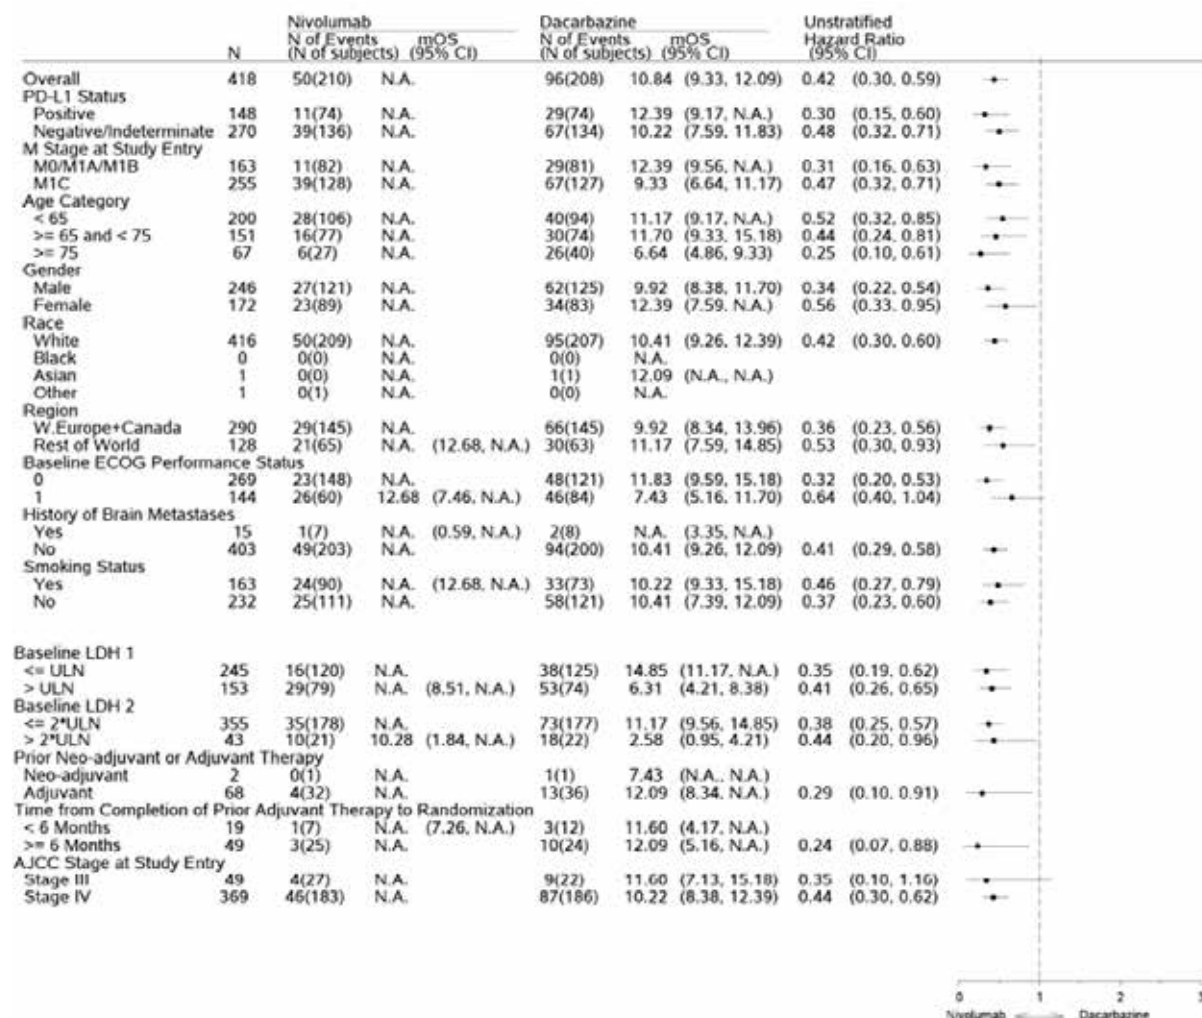 Nivolumab Dacarbazine Unstratified
N of Events mOS N of Events mOS Hazard Ratio
N (N of subjects) (95% CI) (N of subjects) (95% CI) (95% CI)
Overall 418 50(210) N.A. 96(208) 10.84 (9.33, 12.09) 0.42 (0.30, 0.59)
PD-L1 Status
Positive 148 11(74) N.A. 29(74) 12.39 (9.17, N.A.) 0.30 (0.15, 0.60)
Negative/Indeterminate 270 39(136) N.A. 67(134) 10.22 (7.59, 11.83) 0.48 (0.32, 0.71)
M Stage at Study Entry
M0/M1A/M1B 163 11(82) N.A. 29(81) 12.39 (9.56, N.A.) 0.31 (0.16, 0.63)
M1C 255 39(128) N.A. 67(127) 9.33 (6.64, 11.17) 0.47 (0.32, 0.71)
Age Category
< 65 200 28(106) N.A. 40(94) 11.17 (9.17, N.A.) 0.52 (0.32, 0.85)
>= 65 and < 75 151 16(77) N.A. 30(74) 11.70 (9.33, 15.18) 0.44 (0.24, 0.81)
>= 75 67 6(27) N.A. 26(40) 6.64 (4.86, 9.33) 0.25 (0.10, 0.61)
Gender
Male 246 27(121) N.A. 62(125) 9.92 (8.38, 11.70) 0.34 (0.22, 0.54)
Female 172 23(89) N.A. 34(83) 12.39 (7.59, N.A.) 0.56 (0.33, 0.95)
Race
White 416 50(209) N.A. 95(207) 10.41 (9.26, 12.39) 0.42 (0.30, 0.60)
Black 0 0(0) N.A. 0(0) N.A.
Asian 1 0(0) N.A. 1(1) 12.09 (N.A., N.A.)
Other 1 0(1) N.A. 0(0) N.A.
Region
W.Europe+Canada 290 29(145) N.A. 66(145) 9.92 (8.34, 13.96) 0.36 (0.23, 0.56)
Rest of World 128 21(65) N.A. (12.68, N.A.) 30(63) 11.17 (7.59, 14.85) 0.53 (0.30, 0.93)
Baseline ECOG Performance Status
0 269 23(148) N.A. 48(121) 11.83 (9.59, 15.18) 0.32 (0.20, 0.53)
1 144 26(60) 12.68 (7.46, N.A.) 46(84) 7.43 (5.16, 11.70) 0.64 (0.40, 1.04)
History of Brain Metastases
Yes 15 1(7) N.A. (0.59, N.A.) 2(8) N.A. (3.35, N.A.)
No 403 49(203) N.A. 94(200) 10.41 (9.26, 12.09) 0.41 (0.29, 0.58)
Smoking Status
Yes 163 24(90) N.A. (12.68, N.A.) 33(73) 10.22 (9.33, 15.18) 0.46 (0.27, 0.79)
No 232 25(111) N.A. 58(121) 10.41 (7.39, 12.09) 0.37 (0.23, 0.60)
Baseline LDH 1
<= ULN 245 16(120) N.A. 38(125) 14.85 (11.17, N.A.) 0.35 (0.19, 0.62)
> ULN 153 29(79) N.A. (8.51, N.A.) 53(74) 6.31 (4.21, 8.38) 0.41 (0.26, 0.65)
Baseline LDH 2
<= 2*ULN 355 35(178) N.A. 73(177) 11.17 (9.56, 14.85) 0.38 (0.25, 0.57)
> 2*ULN 43 10(21) 10.28 (1.84, N.A.) 18(22) 2.58 (0.95, 4.21) 0.44 (0.20, 0.96)
Prior Neo-adjuvant or Adjuvant Therapy
Neo-adjuvant 2 0(1) N.A. 1(1) 7.43 (N.A., N.A.)
Adjuvant 68 4(32) N.A. 13(36) 12.09 (8.34, N.A.) 0.29 (0.10, 0.91)
Time from Completion of Prior Adjuvant Therapy to Randomization
< 6 Months 19 1(7) N.A. (7.26, N.A.) 3(12) 11.60 (4.17, N.A.)
>= 6 Months 49 3(25) N.A. 10(24) 12.09 (5.16, N.A.) 0.24 (0.07, 0.88)
AJCC Stage at Study Entry
Stage III 49 4(27) N.A. 9(22) 11.60 (7.13, 15.18) 0.35 (0.10, 1.16)
Stage IV 369 46(183) N.A. 87(186) 10.22 (8.38, 12.39) 0.44 (0.30, 0.62)
0 1 2 3
Nivolumab Dacarbazine